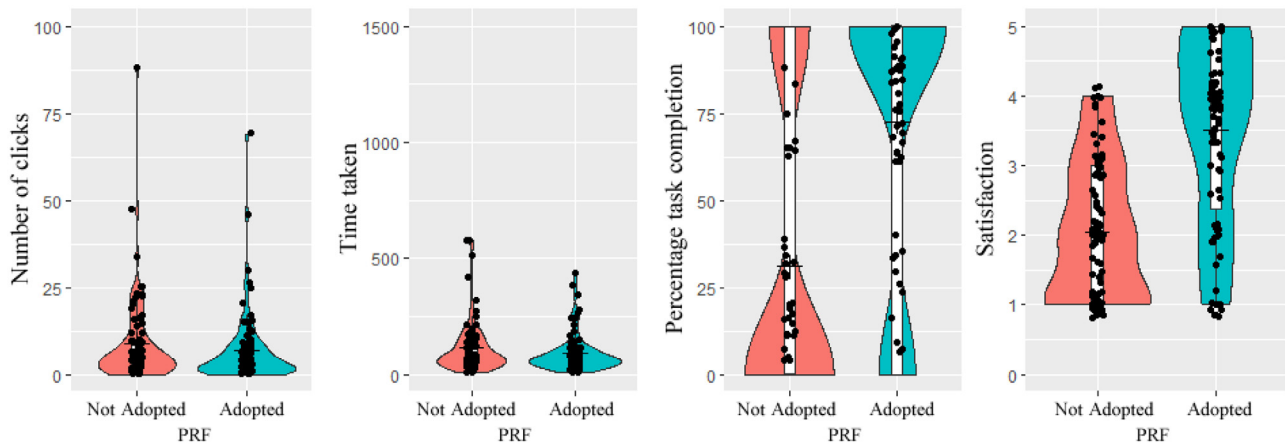 Number of clicks
100
75
50
25
0
Not Adopted
Adopted
PRF
Time taken
1500
1000
500
0
Not Adopted
Adopted
PRF
Percentage task completion
100
75
50
25
0
Not Adopted
Adopted
PRF
Satisfaction
5
4
3
2
1
0
Not Adopted
Adopted
PRF